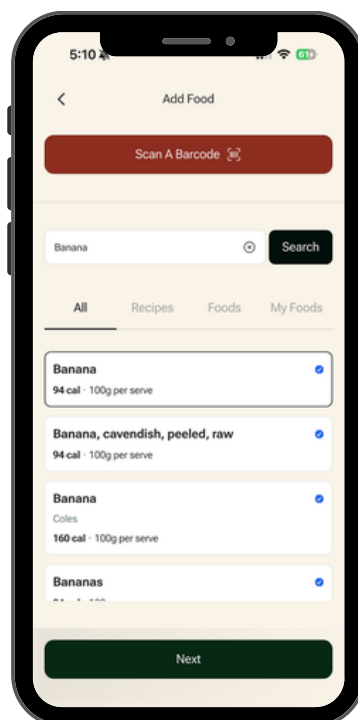 5:10
61
Add Food
Scan A Barcode
Banana
Search
All Recipes Foods My Foods
Banana
94 cal · 100g per serve
Banana, cavendish, peeled, raw
94 cal · 100g per serve
Banana
Coles
160 cal · 100g per serve
Bananas
Next